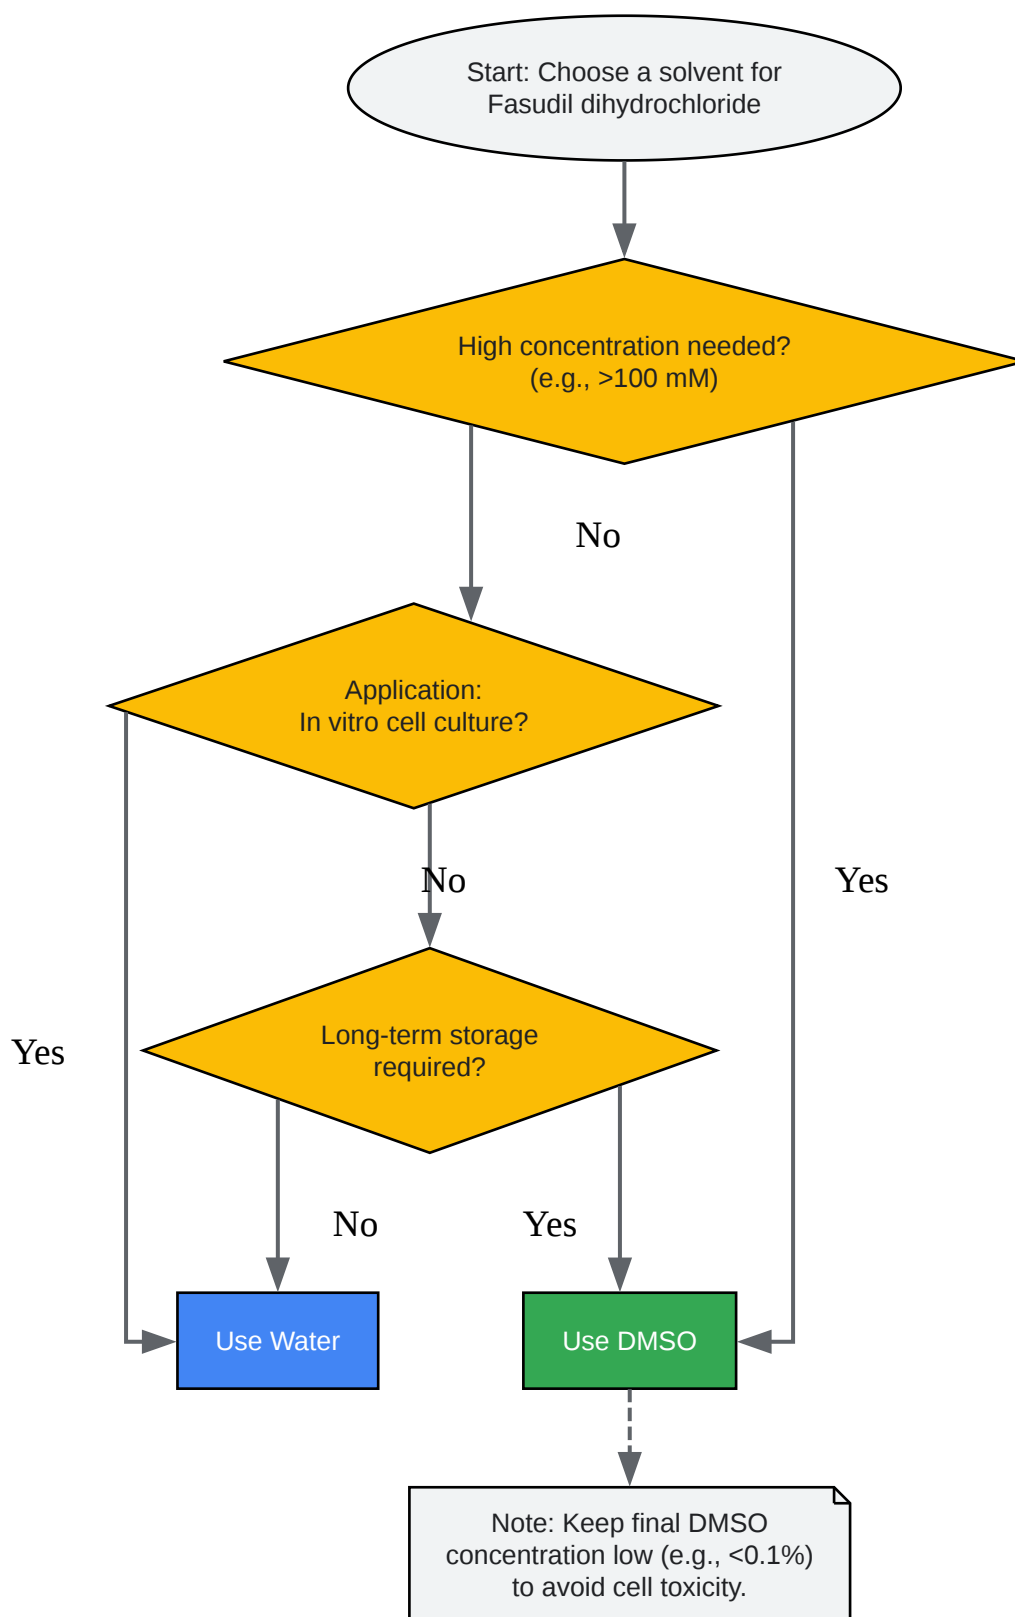 Start: Choose a solvent for
Fasudil dihydrochloride
High concentration needed?
(e.g., >100 mM)
No
Application:
In vitro cell culture?
No
Yes
Long-term storage
required?
Yes
No
Yes
Use Water
Use DMSO
Note: Keep final DMSO
concentration low (e.g., <0.1%)
to avoid cell toxicity.